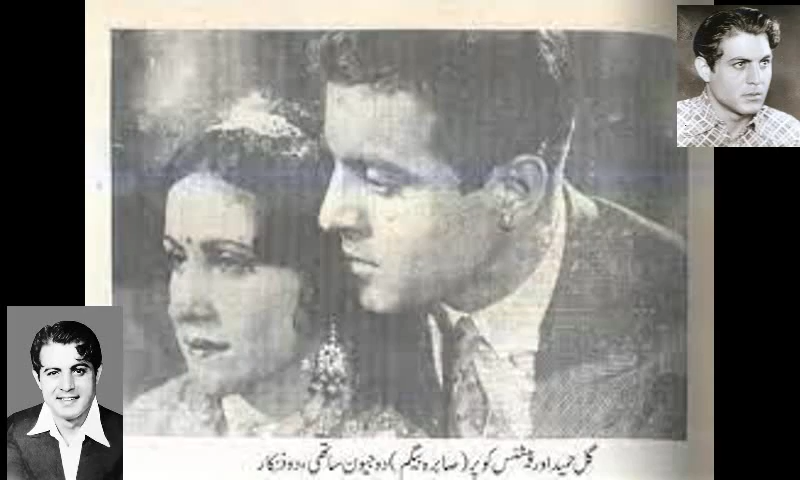 گل حمید اور پیشنس کوپر (صابرہ بیگم) دو جیون ساتھی، دو فنکار